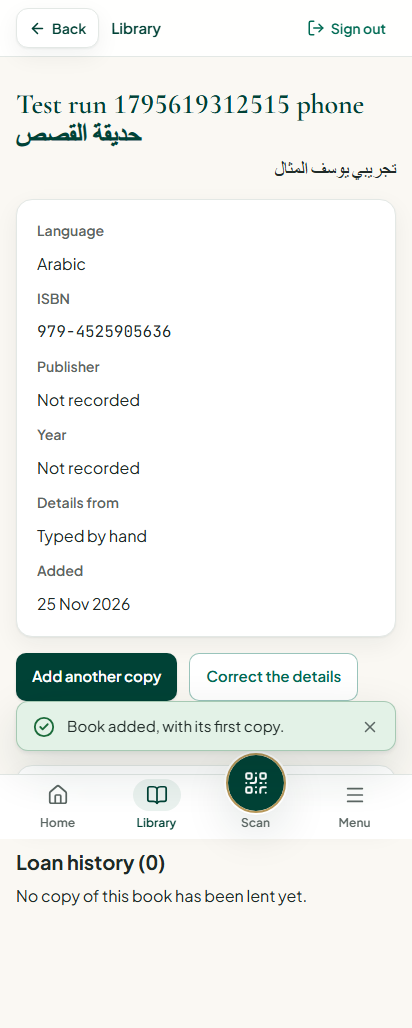 Back
Library
Sign out
Test run 1795619312515 phone
حديقة القصص
تجريبي يوسف المثال
Language
Arabic
ISBN
979-4525905636
Publisher
Not recorded
Year
Not recorded
Details from
Typed by hand
Added
25 Nov 2026
Add another copy
Correct the details
Book added, with its first copy.
Home
Library
Scan
Menu
Loan history (0)
No copy of this book has been lent yet.